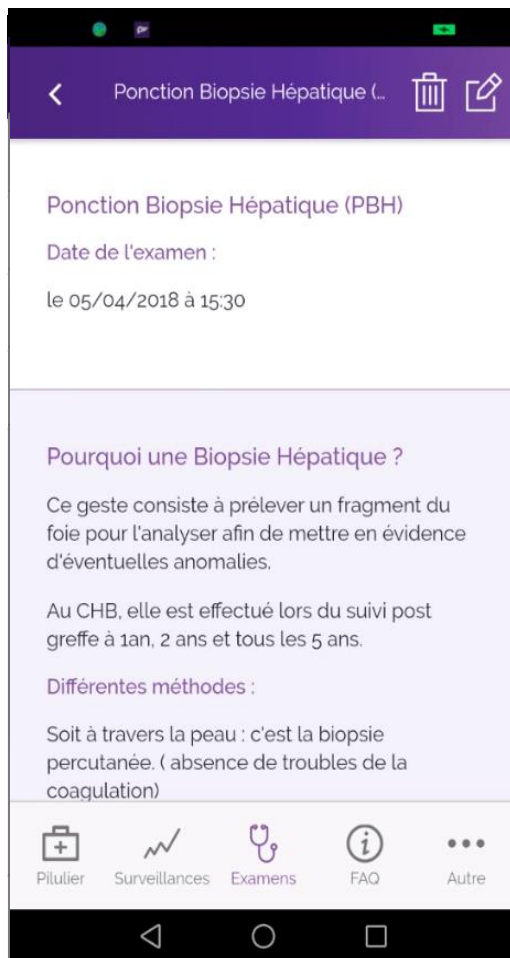 Ponction Biopsie Hépatique (...
Ponction Biopsie Hépatique (PBH)
Date de l'examen :
le 05/04/2018 à 15:30
Pourquoi une Biopsie Hépatique ?
Ce geste consiste à prélever un fragment du
foie pour l'analyser afin de mettre en évidence
d'éventuelles anomalies.
Au CHB, elle est effectué lors du suivi post
greffe à 1an, 2 ans et tous les 5 ans.
Différentes méthodes :
Soit à travers la peau : c'est la biopsie
percutanée. ( absence de troubles de la
coagulation)
Pilulier Surveillances Examens FAQ Autre